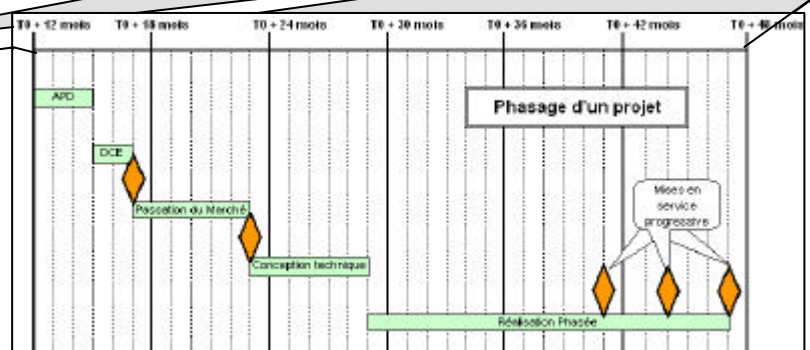 T0 + 12 mois T0 + 18 mois T0 + 24 mois T0 + 30 mois T0 + 36 mois T0 + 42 mois T0 + 48 mois
APD
Phasage d'un projet
DCE
Passation du Marché
Mises en
service
progressive
Conception technique
Réalisation Phasée